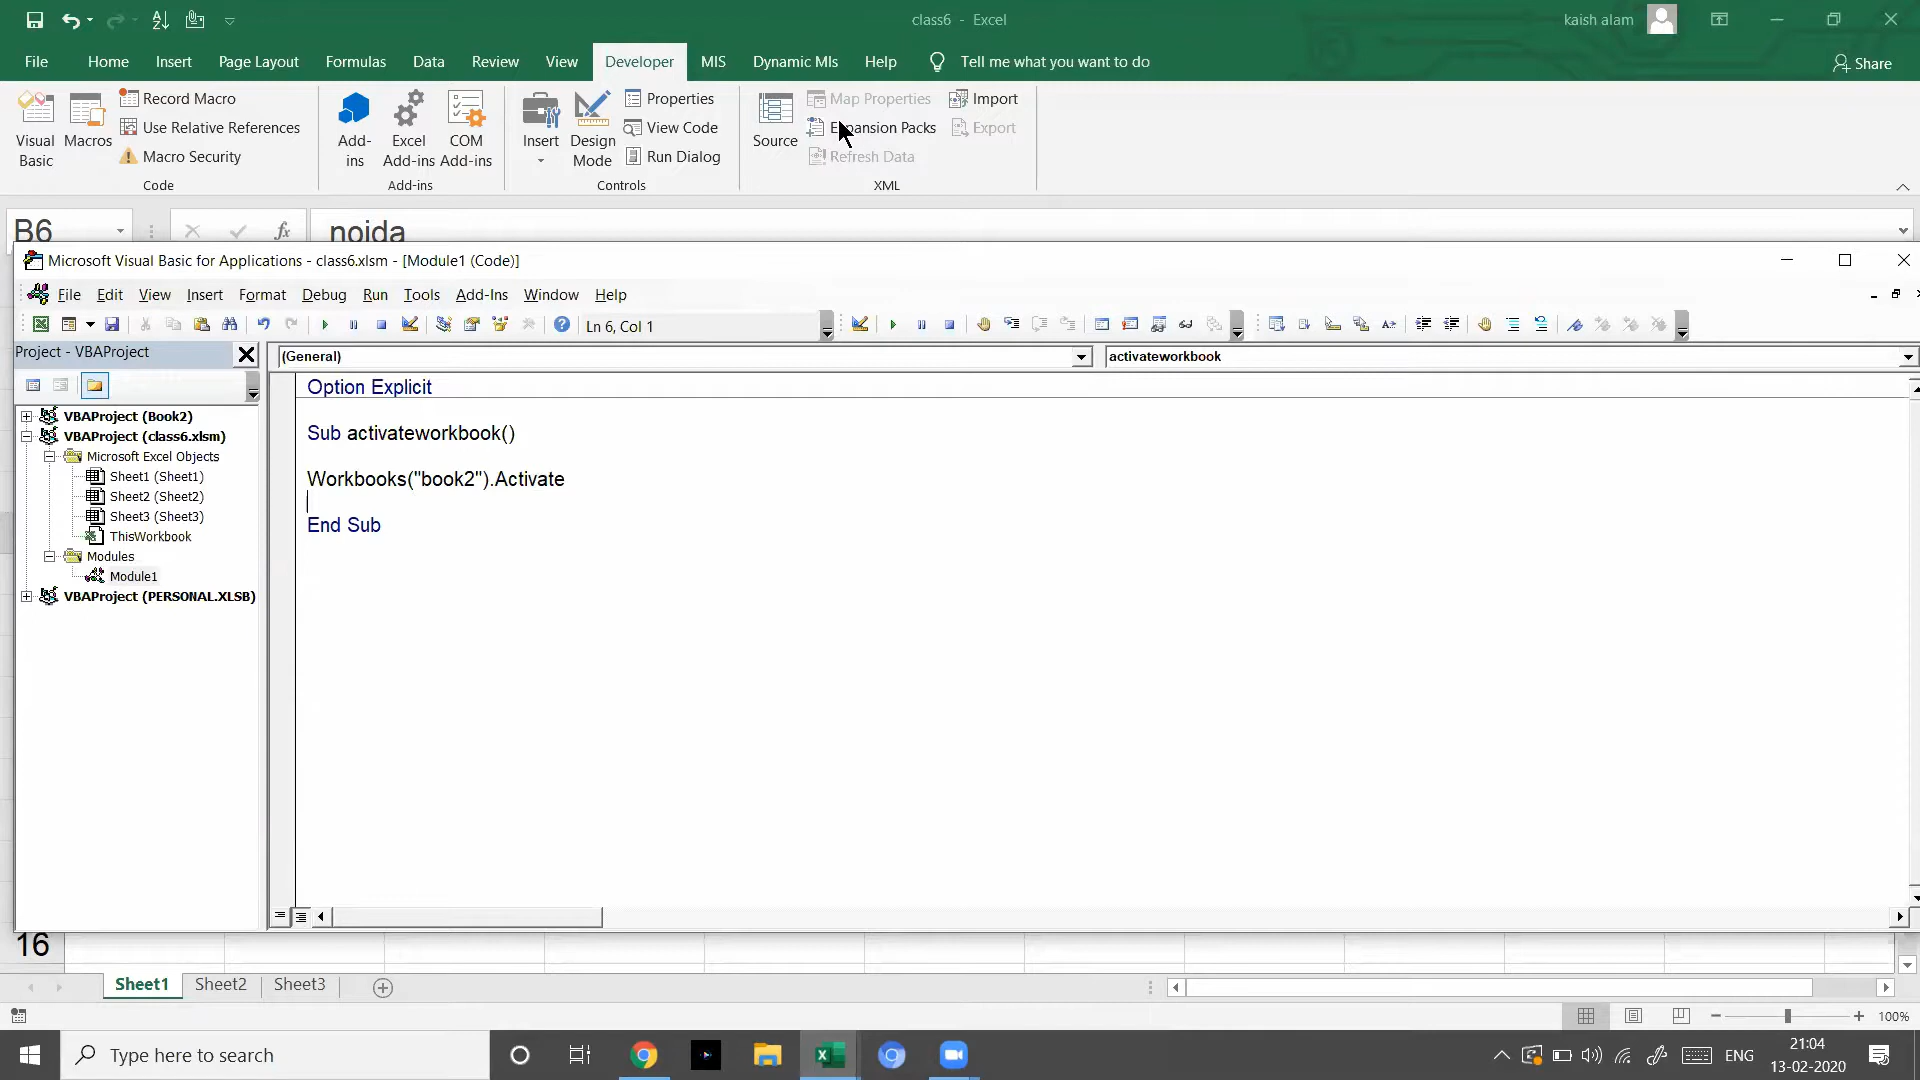 class6 - Excel
kaish alam
File Home Insert Page Layout Formulas Data Review View Developer MIS Dynamic MIs Help Tell me what you want to do Share
Visual Basic
Macros
Record Macro
Use Relative References
Macro Security
Code
Add-ins
Excel Add-ins
COM Add-ins
Add-ins
Insert
Design Mode
Properties
View Code
Run Dialog
Controls
Source
Map Properties
Expansion Packs
Refresh Data
Import
Export
XML
B6 fx noida
Microsoft Visual Basic for Applications - class6.xlsm - [Module1 (Code)]
File Edit View Insert Format Debug Run Tools Add-Ins Window Help
Ln 6, Col 1
Project - VBAProject
(General) activateworkbook
VBAProject (Book2)
VBAProject (class6.xlsm)
Microsoft Excel Objects
Sheet1 (Sheet1)
Sheet2 (Sheet2)
Sheet3 (Sheet3)
ThisWorkbook
Modules
Module1
VBAProject (PERSONAL.XLSB)
Option Explicit
Sub activateworkbook()
Workbooks("book2").Activate
End Sub
16
Sheet1 Sheet2 Sheet3
100%
Type here to search
ENG
21:04
13-02-2020